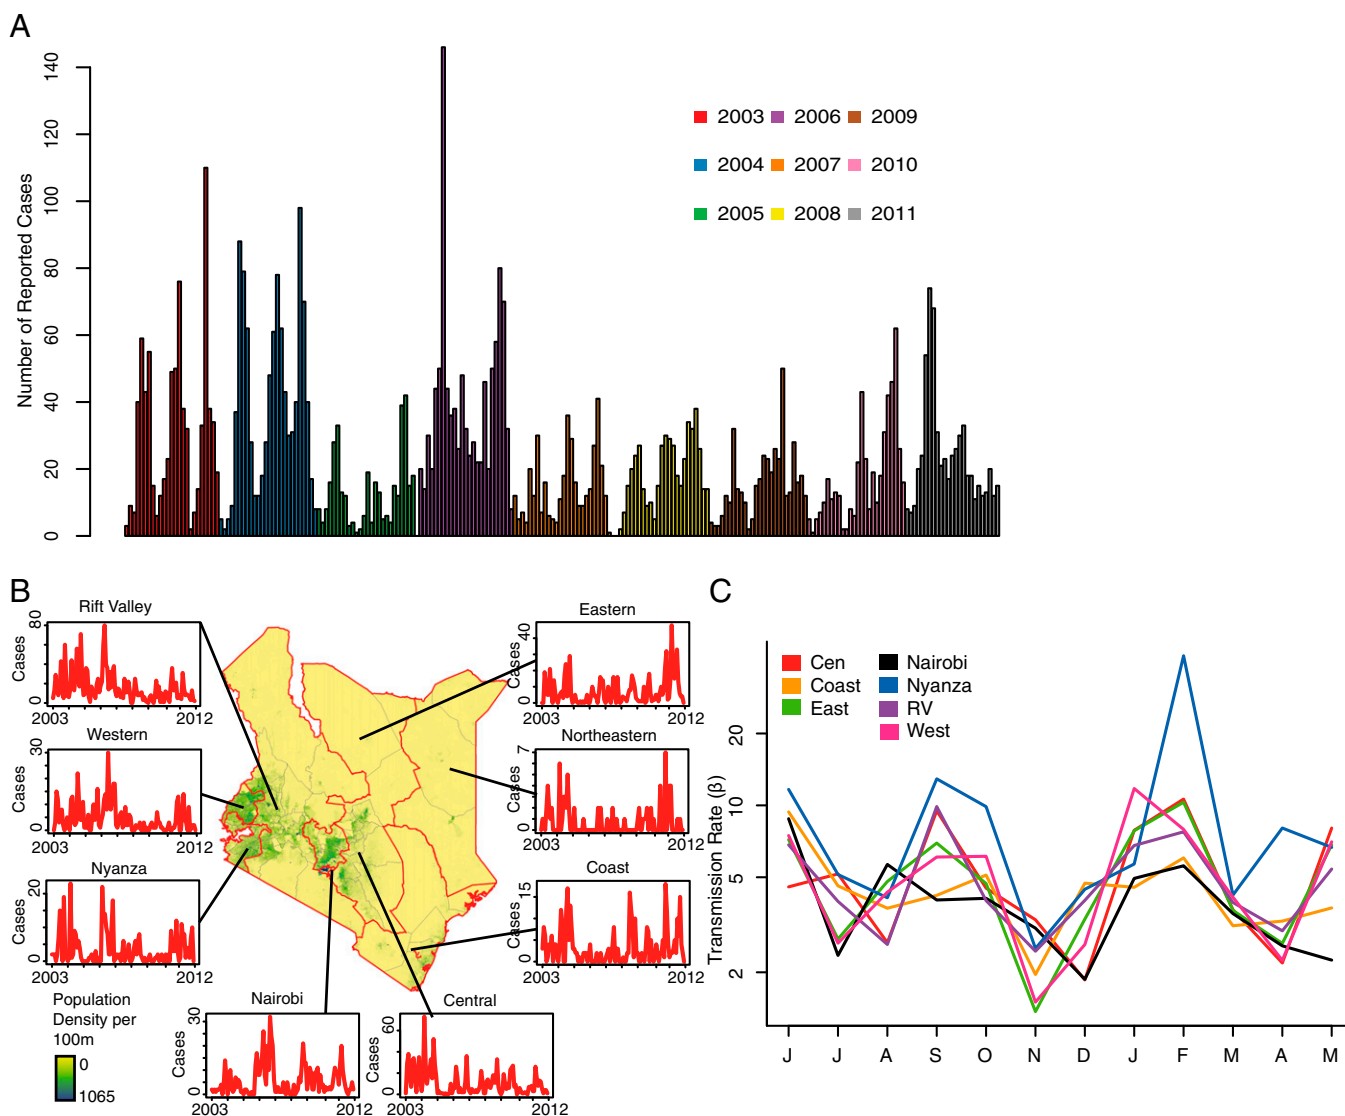 A
Number of Reported Cases
0
20
40
60
80
100
120
140
2003 2006 2009
2004 2007 2010
2005 2008 2011
B
Rift Valley
Cases
0
80
2003 2012
Western
Cases
0
30
2003 2012
Nyanza
Cases
0
20
2003 2012
Population
Density per
100m
0
1065
Nairobi
Cases
0
30
2003 2012
Central
Cases
0
60
2003 2012
Eastern
Cases
0
40
2003 2012
Northeastern
Cases
0
7
2003 2012
Coast
Cases
0
15
2003 2012
C
Transmission Rate (β)
2
5
10
20
Cen Nairobi
Coast Nyanza
East RV
West
J J A S O N D J F M A M